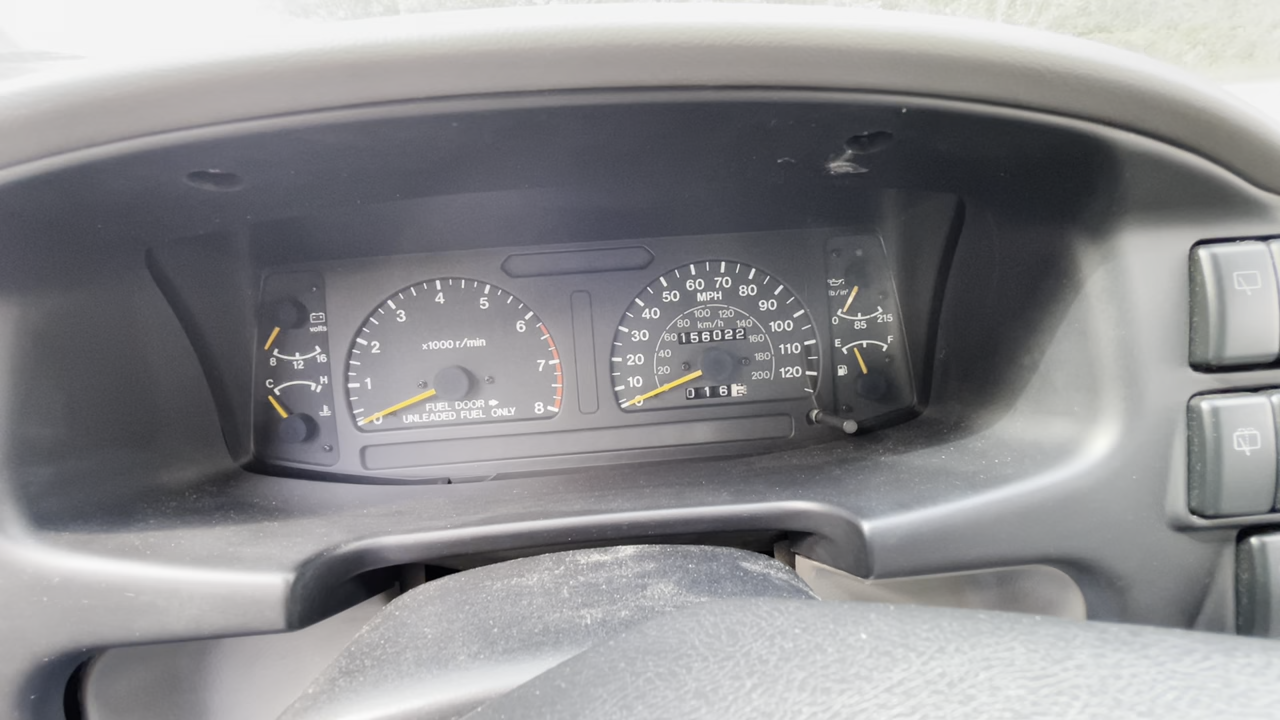 volts
8 12 16
C H
0 1 2 3 4 5 6 7 8
x1000 r/min
FUEL DOOR
UNLEADED FUEL ONLY
0 10 20 30 40 50 60 70 80 90 100 110 120
MPH
20 40 60 80 100 120 140 160 180 200
km/h
156022
016
lb/in²
0 85 215
E F